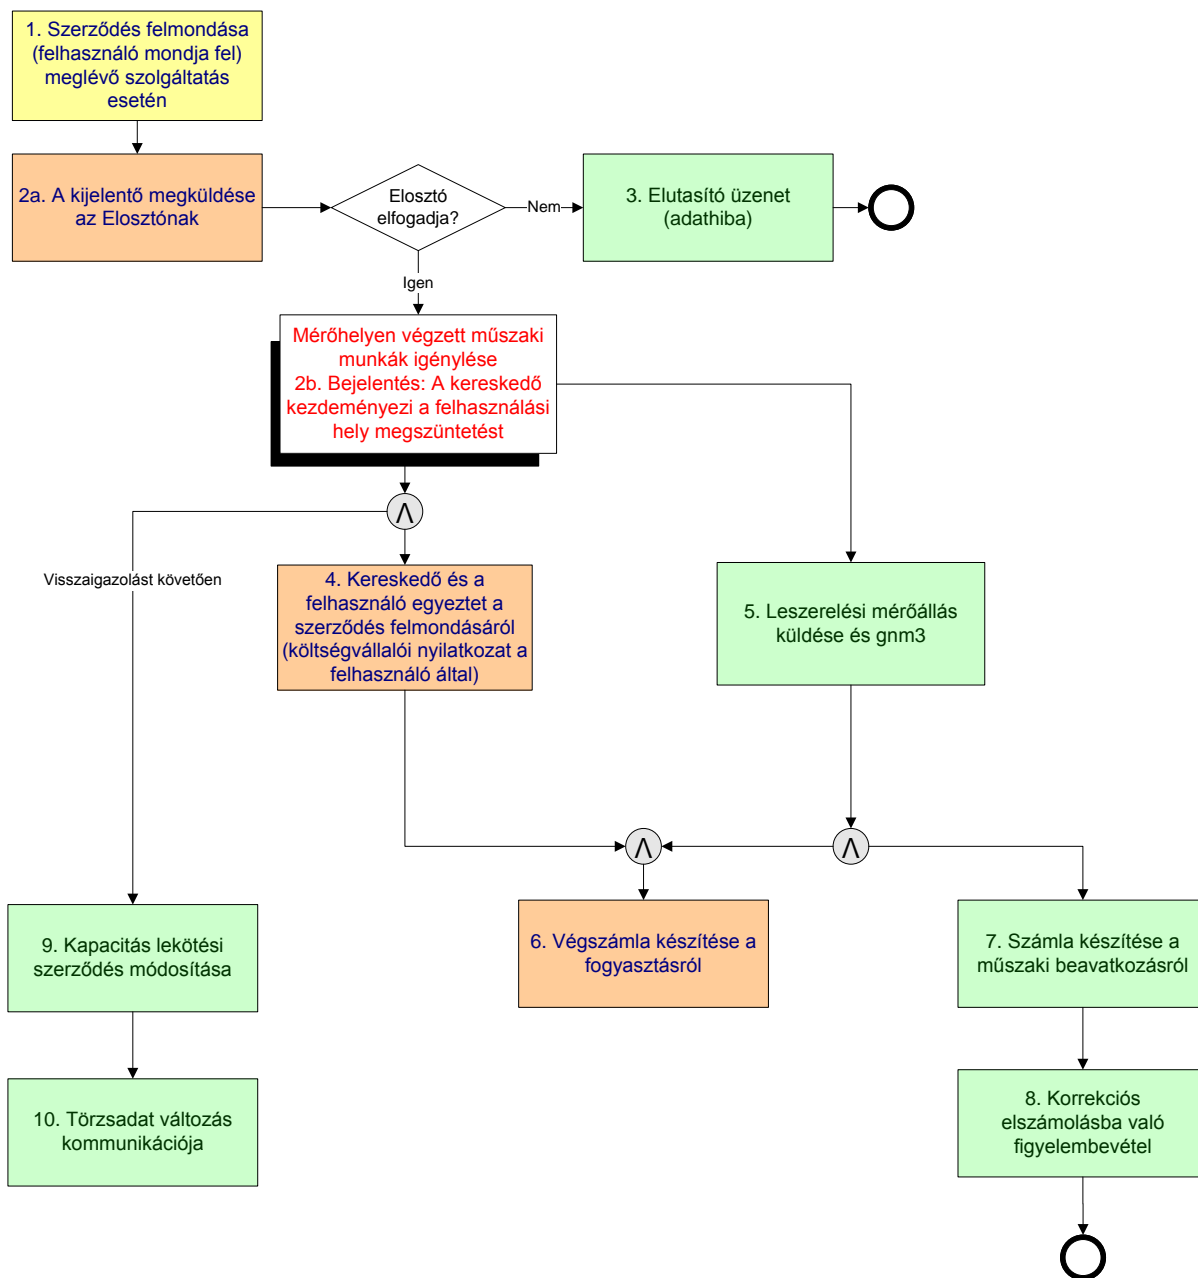 1. Szerződés felmondása
(felhasználó mondja fel)
meglévő szolgáltatás
esetén
2a. A kijelentő megküldése
az Elosztónak
Elosztó
elfogadja?
Nem
3. Elutasító üzenet
(adathiba)
Igen
Mérőhelyen végzett műszaki
munkák igénylése
2b. Bejelentés: A kereskedő
kezdeményezi a felhasználási
hely megszüntetést
Λ
Visszaigazolást követően
4. Kereskedő és a
felhasználó egyeztet a
szerződés felmondásáról
(költségvállalói nyilatkozat a
felhasználó által)
5. Leszerelési mérőállás
küldése és gnm3
Λ
Λ
9. Kapacitás lekötési
szerződés módosítása
6. Végszámla készítése a
fogyasztásról
7. Számla készítése a
műszaki beavatkozásról
10. Törzsadat változás
kommunikációja
8. Korrekciós
elszámolásba való
figyelembevétel